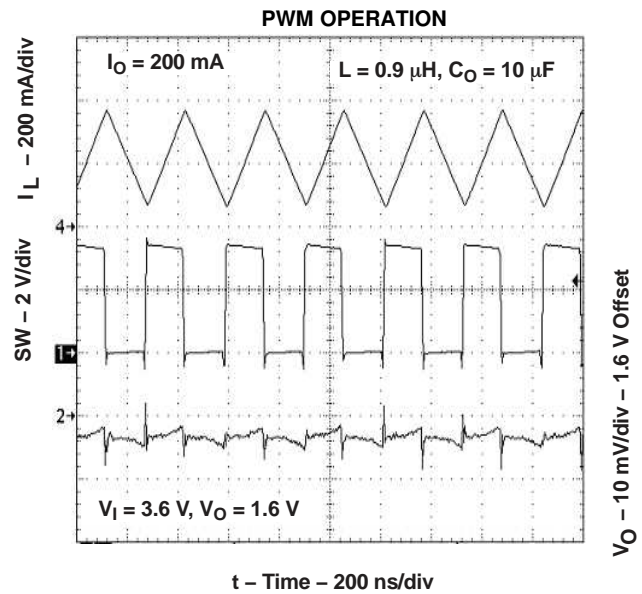 PWM OPERATION
I_O = 200 mA
L = 0.9 μH, C_O = 10 μF
I_L – 200 mA/div
4
SW – 2 V/div
1
2
V_I = 3.6 V, V_O = 1.6 V
V_O – 10 mV/div – 1.6 V Offset
t – Time – 200 ns/div